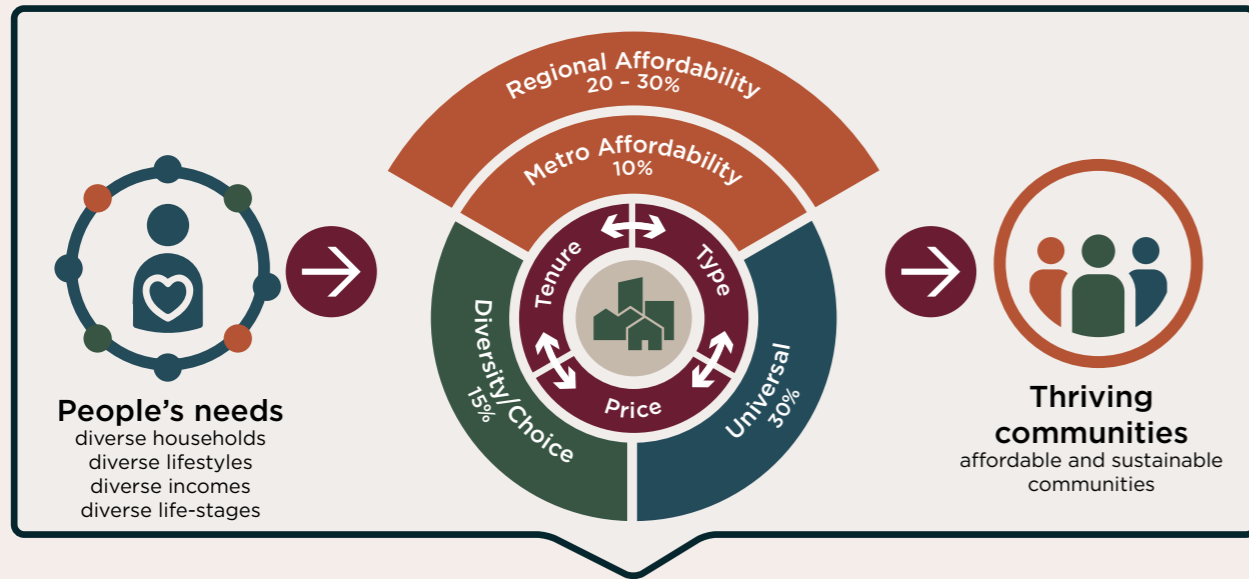 Regional Affordability
20 – 30%
Metro Affordability
10%
Tenure
Type
Price
Diversity/Choice
15%
Universal
30%
People's needs
diverse households
diverse lifestyles
diverse incomes
diverse life-stages
Thriving
communities
affordable and sustainable
communities